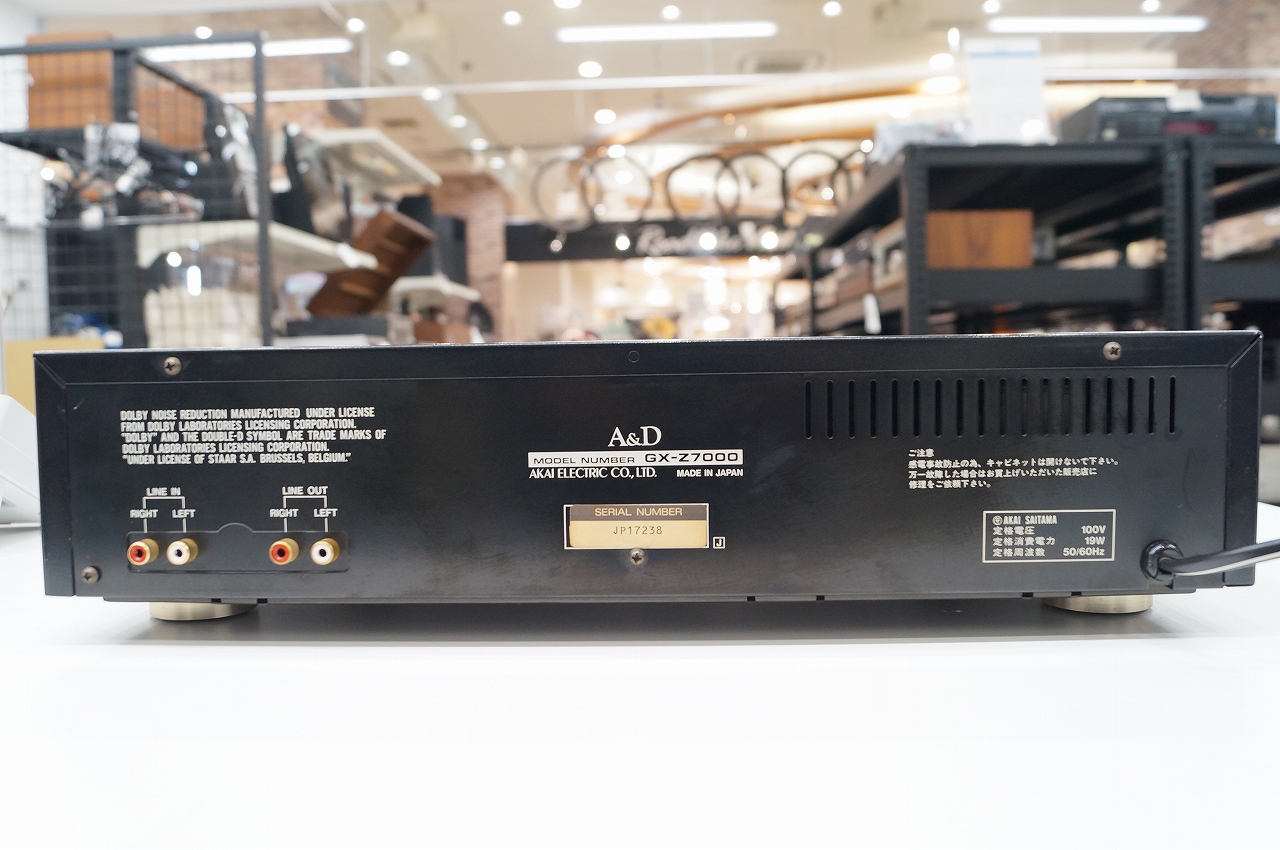 DOLBY NOISE REDUCTION MANUFACTURED UNDER LICENSE
FROM DOLBY LABORATORIES LICENSING CORPORATION.
"DOLBY" AND THE DOUBLE-D SYMBOL ARE TRADE MARKS OF
DOLBY LABORATORIES LICENSING CORPORATION.
"UNDER LICENSE OF STAAR S.A. BRUSSELS, BELGIUM."
LINE IN
RIGHT LEFT
LINE OUT
RIGHT LEFT
A&D
MODEL NUMBER GX-Z7000
AKAI ELECTRIC CO., LTD. MADE IN JAPAN
SERIAL NUMBER
JP17238
J
ご注意
感電事故防止の為、キャビネットは開けないで下さい。
万一故障した場合はお買上げいただいた販売店に
修理をご依頼下さい。
AKAI SAITAMA
定格電圧 100V
定格消費電力 19W
定格周波数 50/60Hz